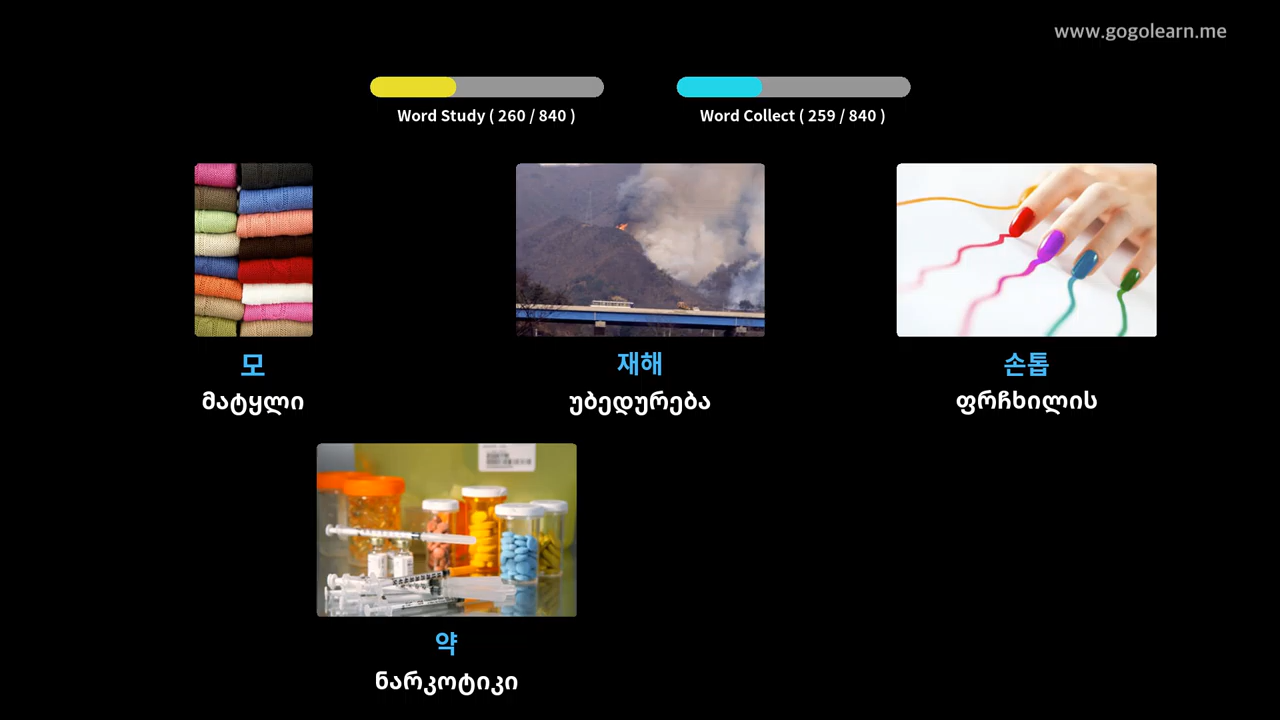 www.gogolearn.me
Word Study ( 260 / 840 )
Word Collect ( 259 / 840 )
모
მატყლი
재해
უბედურება
손톱
ფრჩხილის
약
ნარკოტიკი